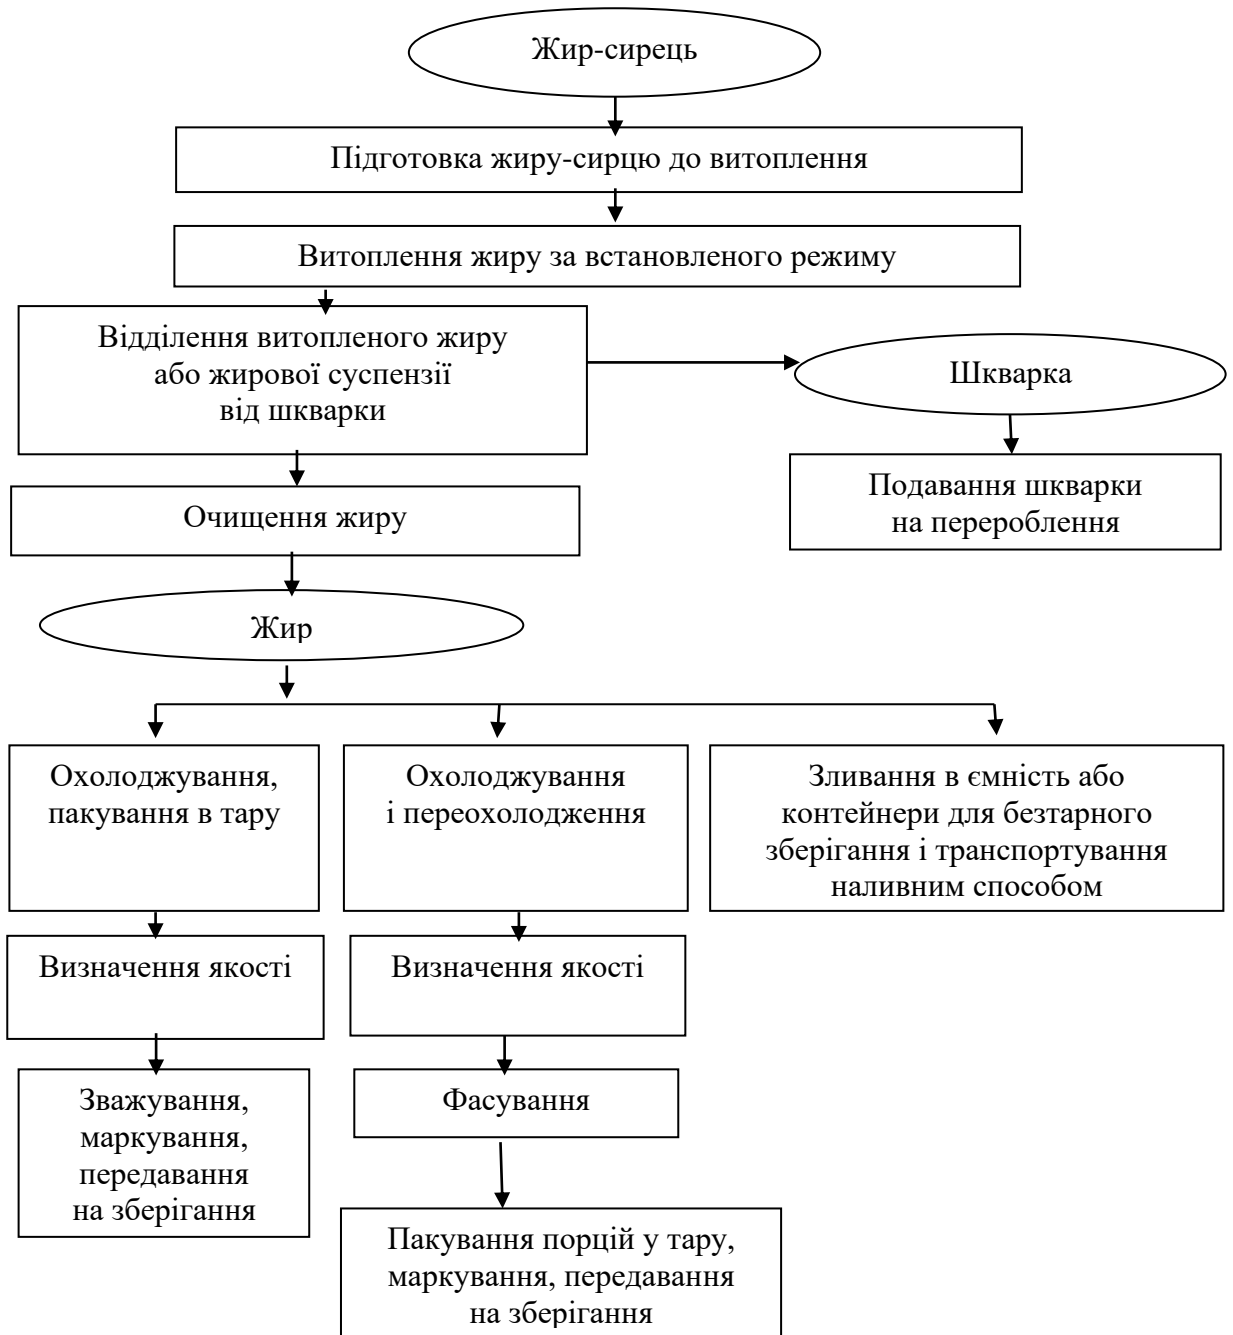 Жир-сирець
Підготовка жиру-сирцю до витоплення
Витоплення жиру за встановленого режиму
Відділення витопленого жиру
або жирової суспензії
від шкварки
Шкварка
Подавання шкварки
на перероблення
Очищення жиру
Жир
Охолоджування,
пакування в тару
Охолоджування
і переохолодження
Зливання в ємність або
контейнери для безтарного
зберігання і транспортування
наливним способом
Визначення якості
Визначення якості
Зважування,
маркування,
передавання
на зберігання
Фасування
Пакування порцій у тару,
маркування, передавання
на зберігання